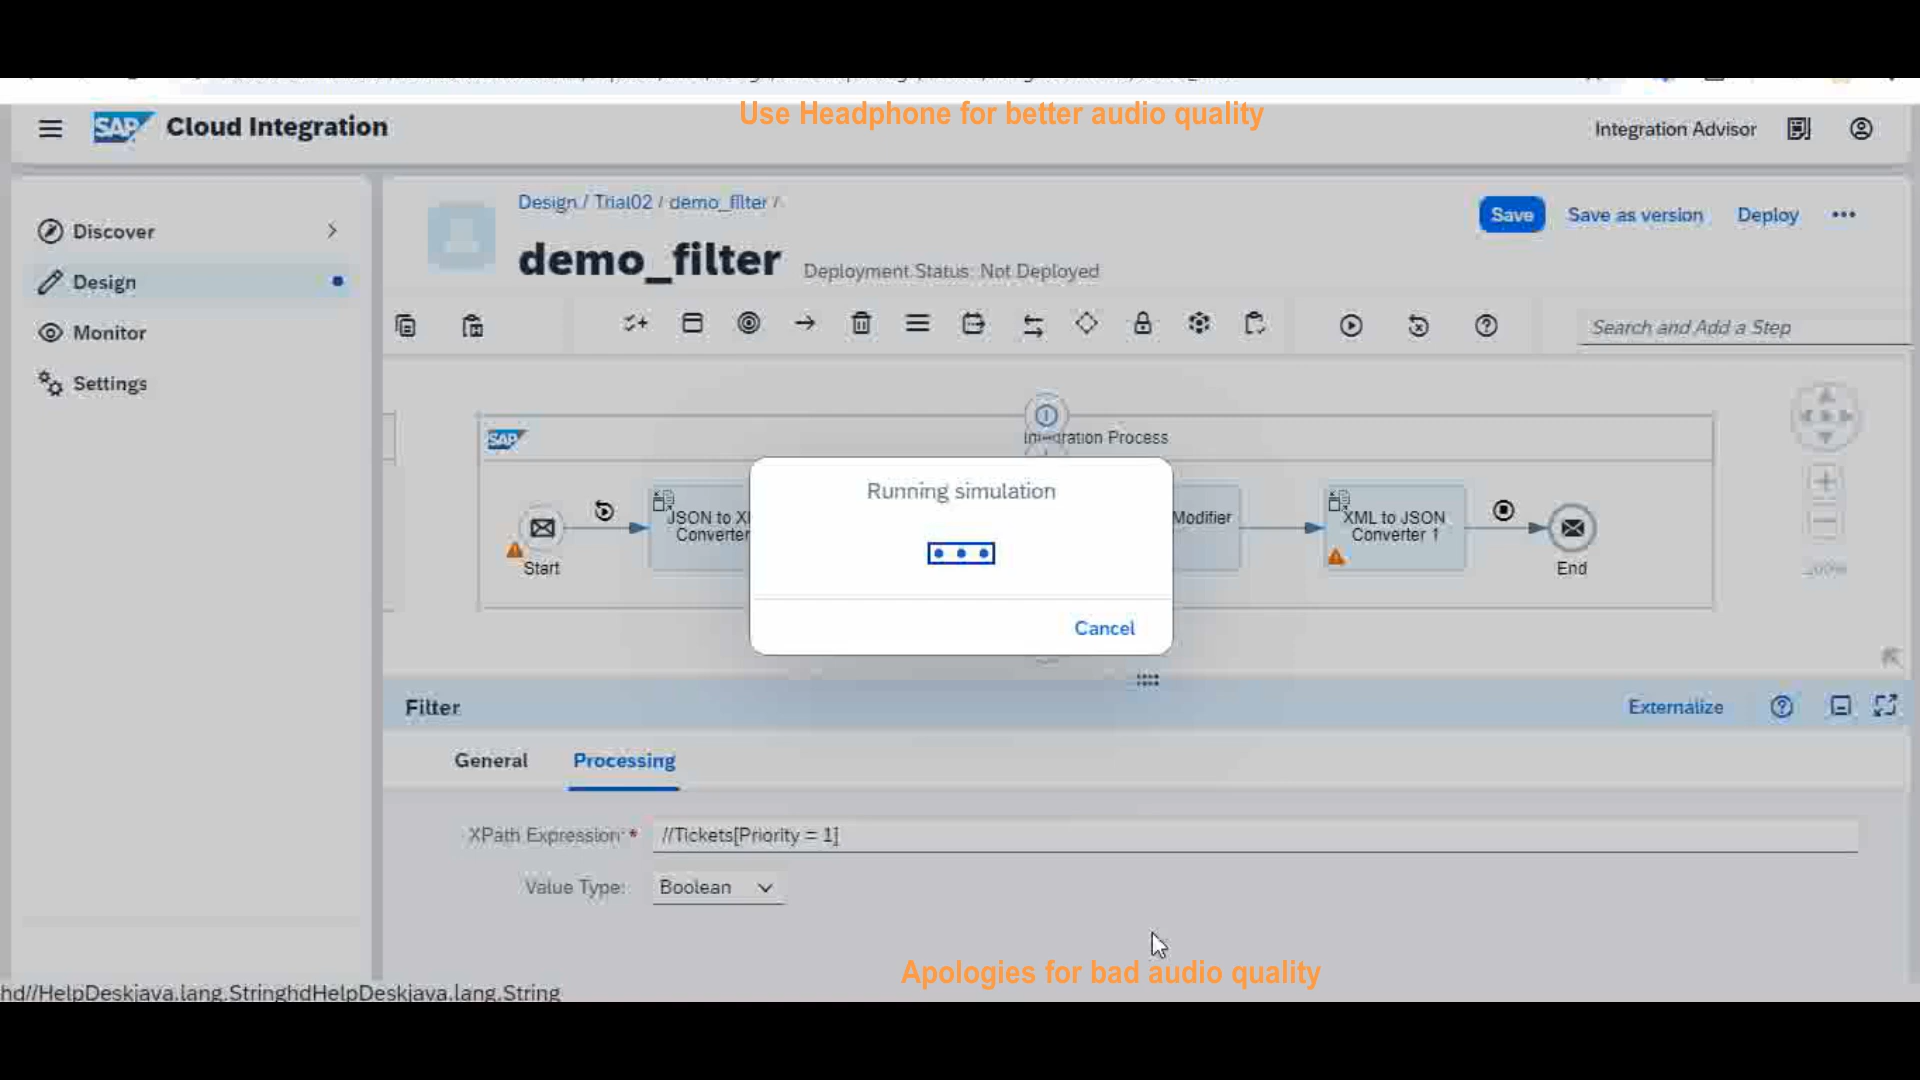 Use Headphone for better audio quality
SAP Cloud Integration
Integration Advisor
Discover
Design
Monitor
Settings
Design / Trial02 / demo_filter /
demo_filter
Deployment Status: Not Deployed
Save
Save as version
Deploy
Search and Add a Step
SAP
Integration Process
JSON to X
Converter
Modifier
XML to JSON
Converter 1
Start
End
Running simulation
Cancel
Filter
Externalize
General
Processing
XPath Expression: *
//Tickets[Priority = 1]
Value Type:
Boolean
Apologies for bad audio quality
hd//HelpDeskjava.lang.StringhdHelpDeskjava.lang.String